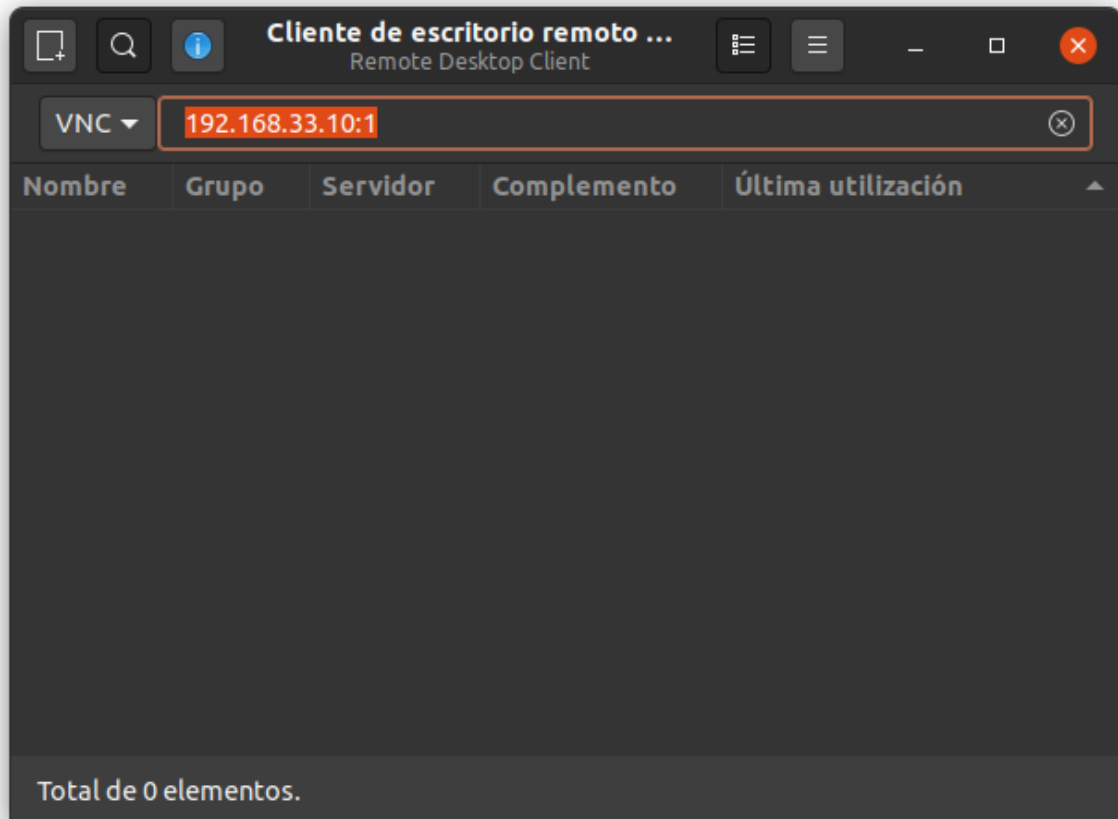 Cliente de escritorio remoto ...
Remote Desktop Client
VNC 192.168.33.10:1
Nombre Grupo Servidor Complemento Última utilización
Total de 0 elementos.